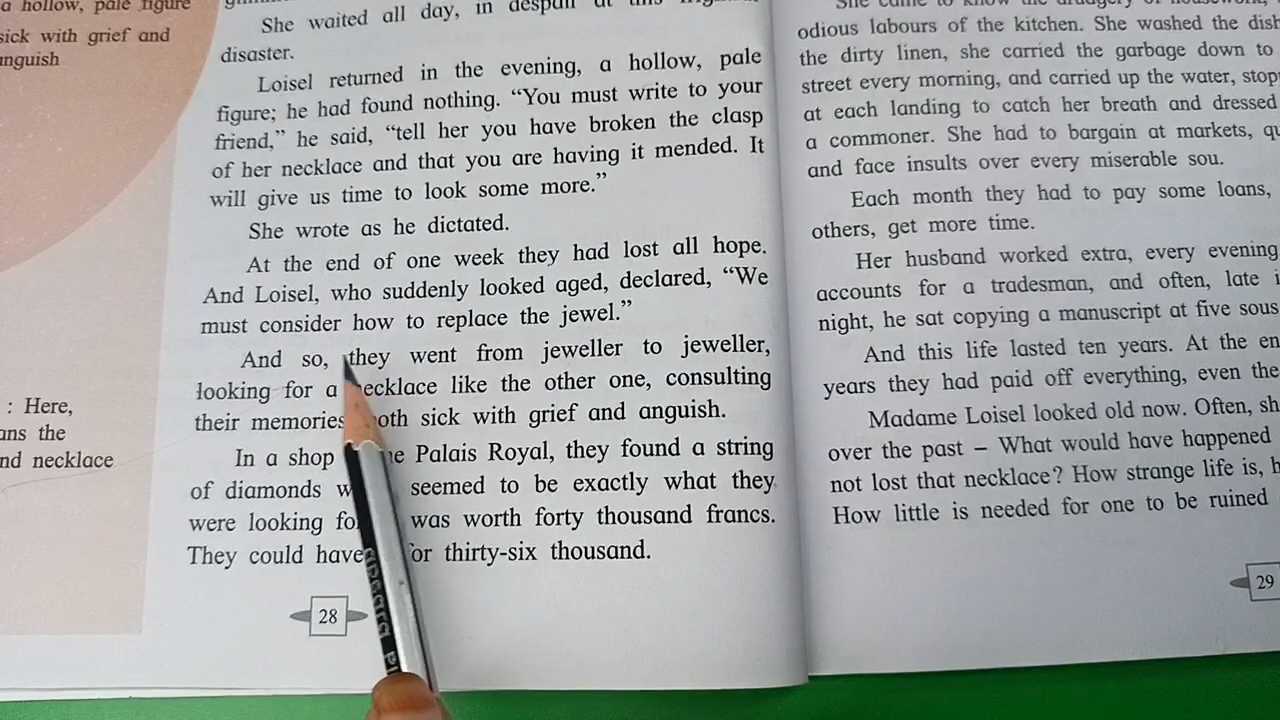 a hollow, pale figure
sick with grief and
anguish
: Here,
ans the
nd necklace
She waited all day, in despair at this
disaster.
Loisel returned in the evening, a hollow, pale
figure; he had found nothing. “You must write to your
friend,” he said, “tell her you have broken the clasp
of her necklace and that you are having it mended. It
will give us time to look some more.”
She wrote as he dictated.
At the end of one week they had lost all hope.
And Loisel, who suddenly looked aged, declared, “We
must consider how to replace the jewel.”
And so, they went from jeweller to jeweller,
looking for a necklace like the other one, consulting
their memories both sick with grief and anguish.
In a shop Palais Royal, they found a string
of diamonds seemed to be exactly what they
were looking was worth forty thousand francs.
They could have for thirty-six thousand.
28
She came to know the drudgery of housework,
odious labours of the kitchen. She washed the
the dirty linen, she carried the garbage down to
street every morning, and carried up the water,
at each landing to catch her breath and dressed
a commoner. She had to bargain at markets,
and face insults over every miserable sou.
Each month they had to pay some loans,
others, get more time.
Her husband worked extra, every evening
accounts for a tradesman, and often, late
night, he sat copying a manuscript at five sous
And this life lasted ten years. At the
years they had paid off everything, even the
Madame Loisel looked old now. Often,
over the past – What would have happened
not lost that necklace? How strange life is,
How little is needed for one to be ruined
29